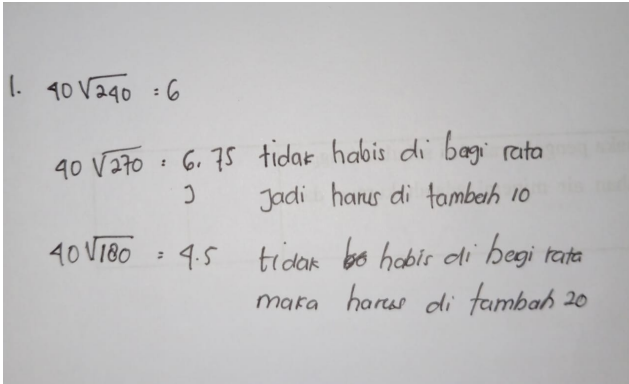 1. 40√240 = 6
40√270 = 6.75 tidak habis di bagi rata
Jadi harus di tambah 10
40√180 = 4.5 tidak habis di bagi rata
maka harus di tambah 20